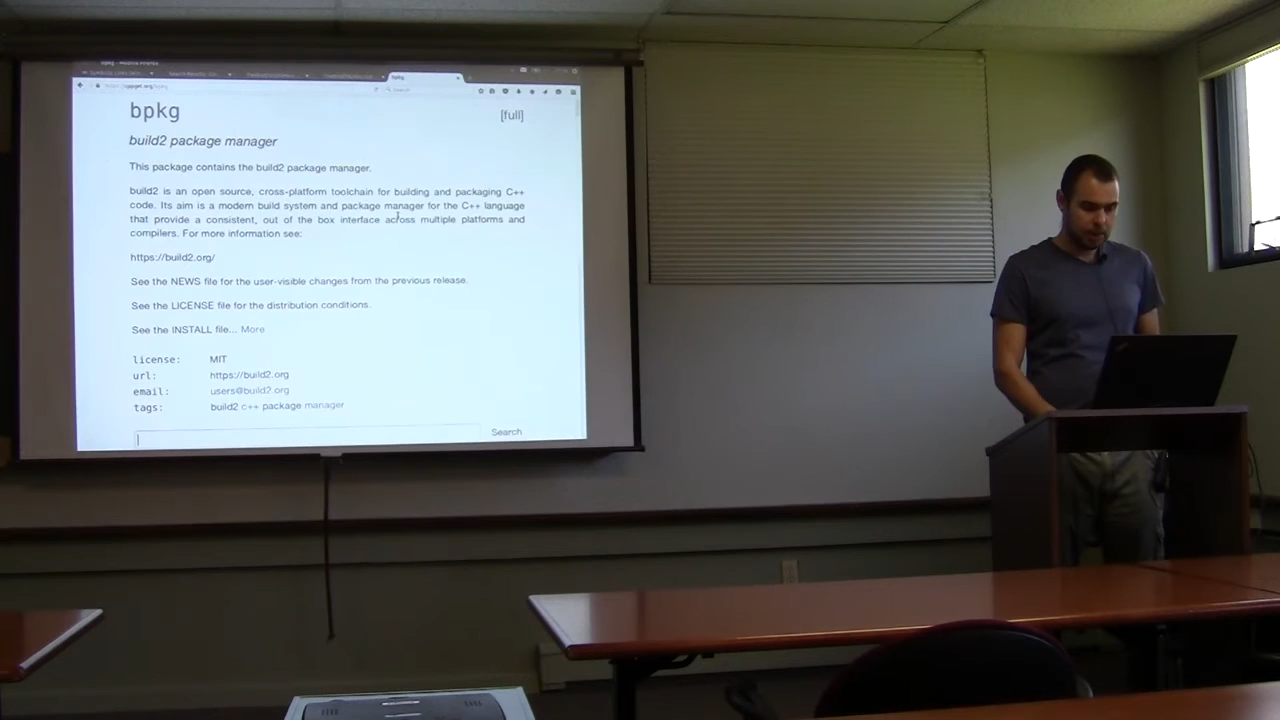 bpkg
bpkg
[full]
build2 package manager
This package contains the build2 package manager.
build2 is an open source, cross-platform toolchain for building and packaging C++
code. Its aim is a modern build system and package manager for the C++ language
that provide a consistent, out of the box interface across multiple platforms and
compilers. For more information see:
https://build2.org/
See the NEWS file for the user-visible changes from the previous release.
See the LICENSE file for the distribution conditions.
See the INSTALL file... More
license: MIT
url: https://build2.org
email: users@build2.org
tags: build2 c++ package manager
Search